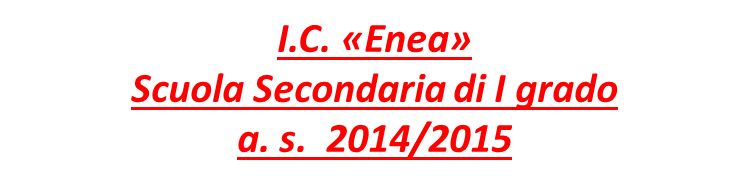 I.C. «Enea»
Scuola Secondaria di I grado
a. s.  2014/2015